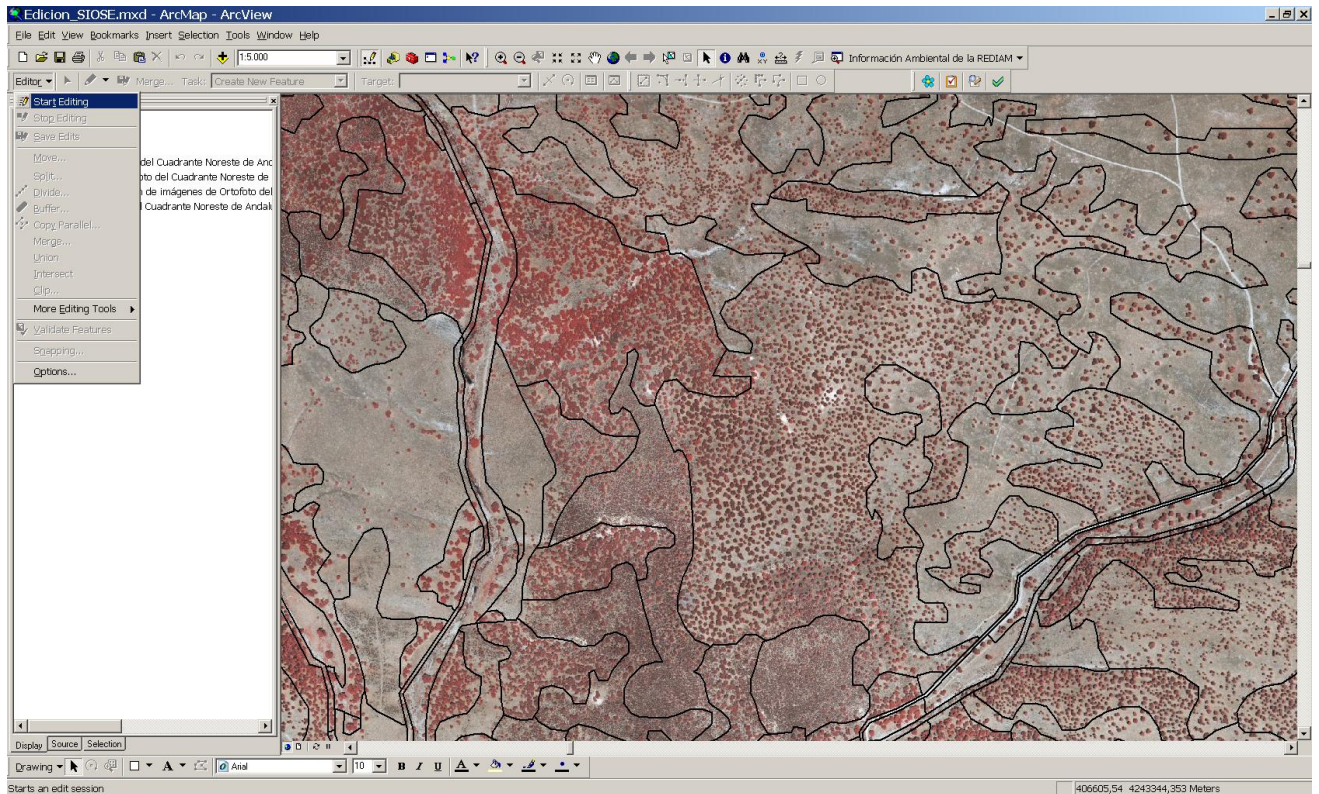 Edicion_SIOSE.mxd - ArcMap - ArcView
File Edit View Bookmarks Insert Selection Tools Window Help
1:5.000
Información Ambiental de la REDIAM
Editor Merge... Task: Create New Feature Target:
Start Editing
Stop Editing
Save Edits
Move...
del Cuadrante Noreste de And
Split...
oto del Cuadrante Noreste de
Divide...
n de imágenes de Ortofoto del
Buffer...
l Cuadrante Noreste de Andalu
Copy Parallel...
Merge...
Union
Intersect
Clip...
More Editing Tools
Validate Features
Snapping...
Options...
Display Source Selection
Drawing A Arial 10 B I U A
Starts an edit session
406605,54 4243344,353 Meters